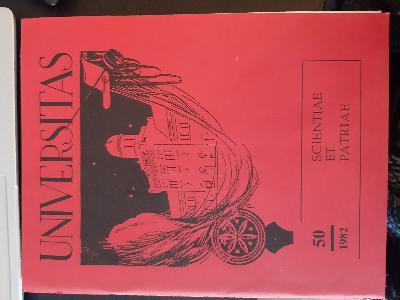 UNIVERSITAS
SCIENTIAE
ET
PATRIAE
50
1982